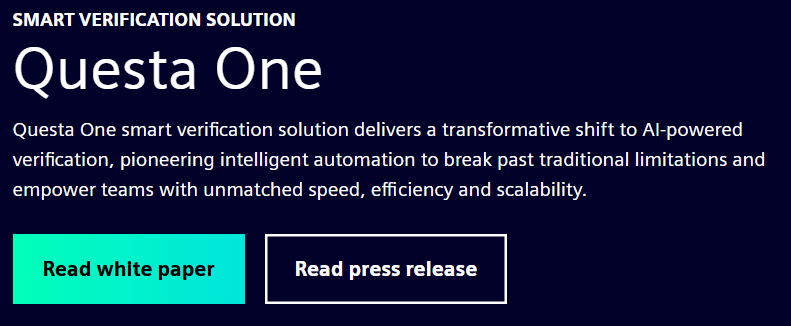 SMART VERIFICATION SOLUTION
Questa One
Questa One smart verification solution delivers a transformative shift to AI-powered
verification, pioneering intelligent automation to break past traditional limitations and
empower teams with unmatched speed, efficiency and scalability.
Read white paper
Read press release